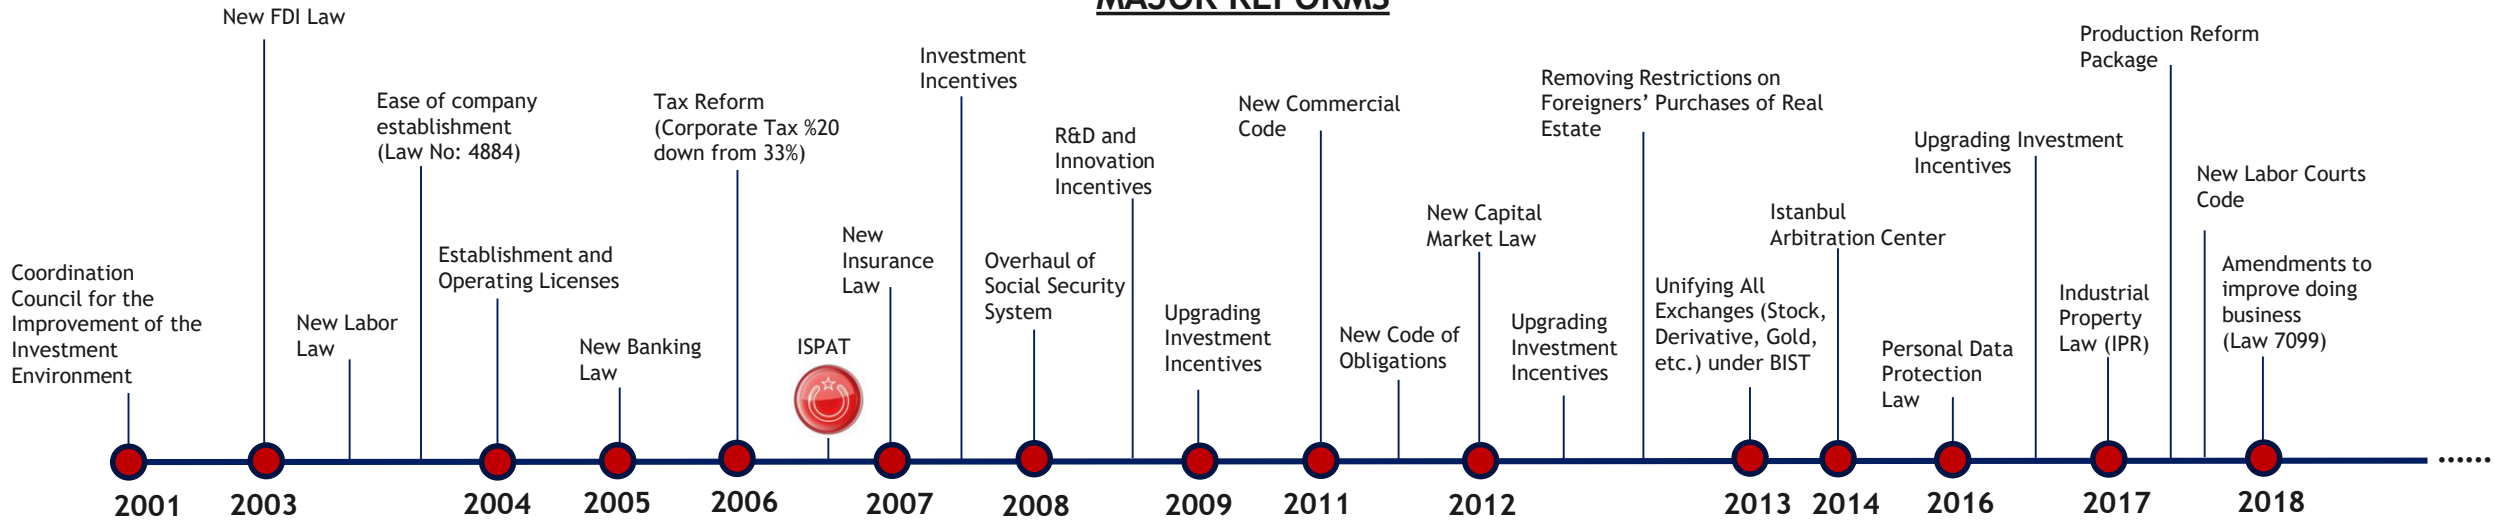 MAJOR REFORMS
New FDI Law
Production Reform
Package
Investment
Incentives
Removing Restrictions on
Foreigners’ Purchases of Real
Estate
Ease of company
establishment
(Law No: 4884)
Tax Reform
(Corporate Tax %20
down from 33%)
New Commercial
Code
R&D and
Innovation
Incentives
Upgrading Investment
Incentives
New Labor Courts
Code
New Capital
Market Law
Istanbul
Arbitration Center
New
Insurance
Law
Establishment and
Operating Licenses
Overhaul of
Social Security
System
Amendments to
improve doing
business
(Law 7099)
Coordination
Council for the
Improvement of the
Investment
Environment
Unifying All
Exchanges (Stock,
Derivative, Gold,
etc.) under BIST
Industrial
Property
Law (IPR)
New Labor
Law
Upgrading
Investment
Incentives
New Code of
Obligations
Upgrading
Investment
Incentives
New Banking
Law
ISPAT
Personal Data
Protection
Law
2001 2003 2004 2005 2006 2007 2008 2009 2011 2012 2013 2014 2016 2017 2018